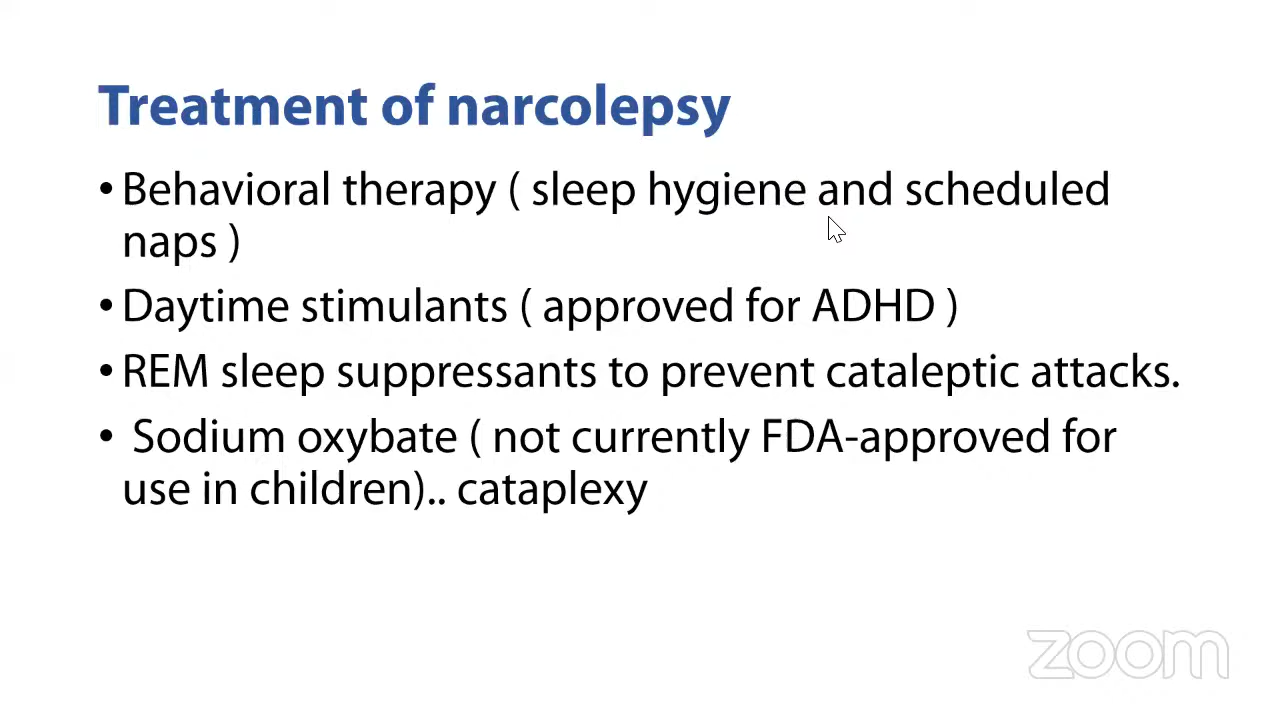 Treatment of narcolepsy
• Behavioral therapy ( sleep hygiene and scheduled
naps )
• Daytime stimulants ( approved for ADHD )
• REM sleep suppressants to prevent cataleptic attacks.
• Sodium oxybate ( not currently FDA-approved for
use in children).. cataplexy
zoom